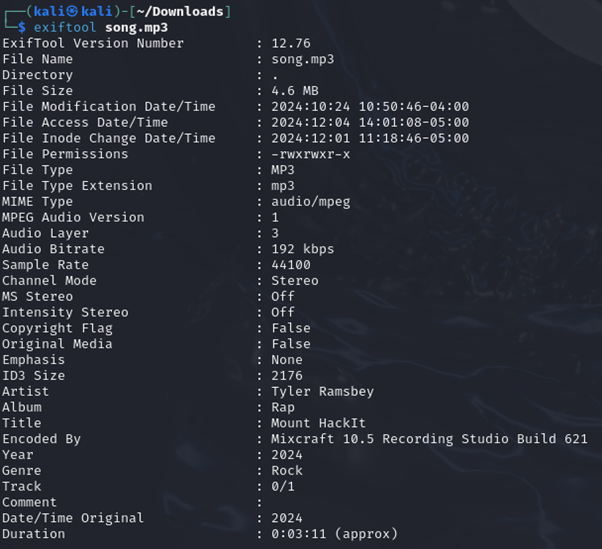 ┌──(kali㉿kali)-[~/Downloads]
└─$ exiftool song.mp3
ExifTool Version Number : 12.76
File Name : song.mp3
Directory : .
File Size : 4.6 MB
File Modification Date/Time : 2024:10:24 10:50:46-04:00
File Access Date/Time : 2024:12:04 14:01:08-05:00
File Inode Change Date/Time : 2024:12:01 11:18:46-05:00
File Permissions : -rwxrwxr-x
File Type : MP3
File Type Extension : mp3
MIME Type : audio/mpeg
MPEG Audio Version : 1
Audio Layer : 3
Audio Bitrate : 192 kbps
Sample Rate : 44100
Channel Mode : Stereo
MS Stereo : Off
Intensity Stereo : Off
Copyright Flag : False
Original Media : False
Emphasis : None
ID3 Size : 2176
Artist : Tyler Ramsbey
Album : Rap
Title : Mount HackIt
Encoded By : Mixcraft 10.5 Recording Studio Build 621
Year : 2024
Genre : Rock
Track : 0/1
Comment :
Date/Time Original : 2024
Duration : 0:03:11 (approx)